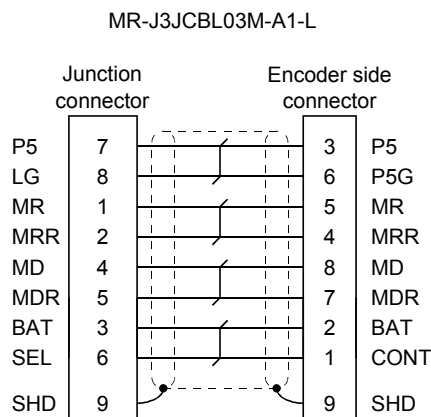 MR-J3JCBL03M-A1-L
Junction connector
Encoder side connector
P5 7 3 P5
LG 8 6 P5G
MR 1 5 MR
MRR 2 4 MRR
MD 4 8 MD
MDR 5 7 MDR
BAT 3 2 BAT
SEL 6 1 CONT
SHD 9 9 SHD